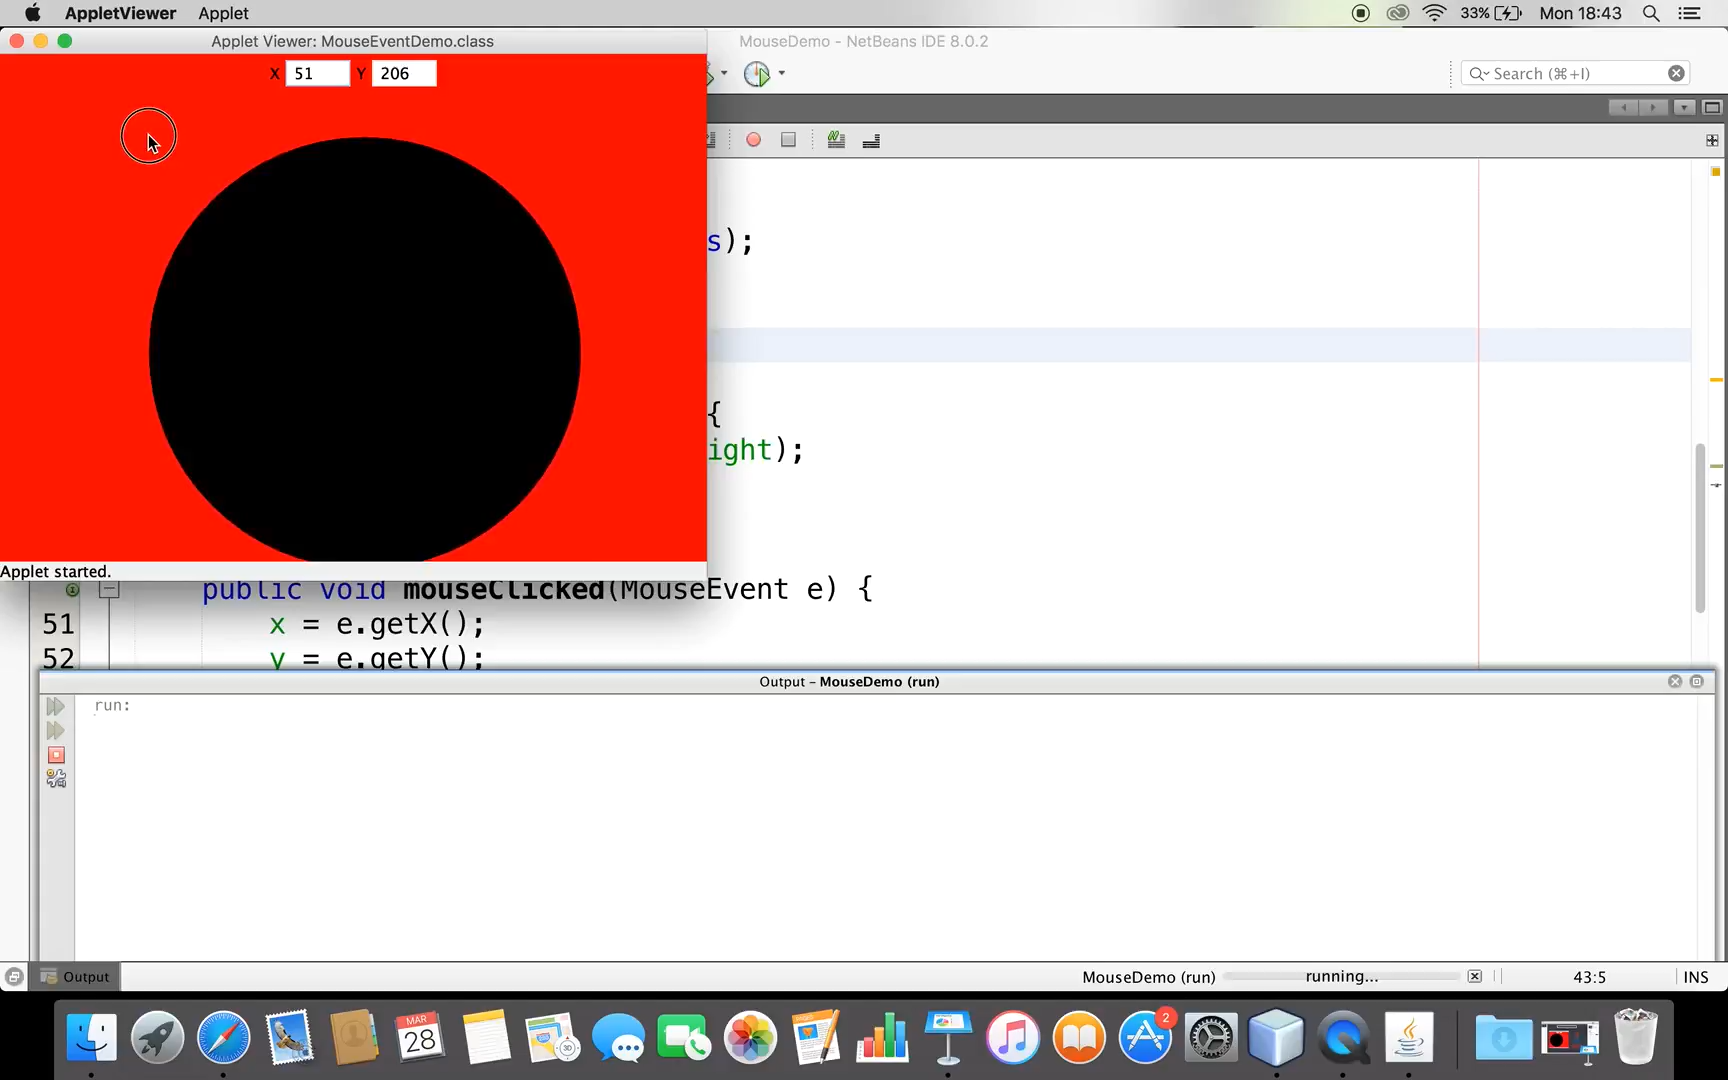 AppletViewer Applet 33% Mon 18:43
Applet Viewer: MouseEventDemo.class
MouseDemo - NetBeans IDE 8.0.2
X 51 Y 206
Search (⌘+I)
s);
{
ight);
Applet started.
public void mouseClicked(MouseEvent e) {
51 x = e.getX();
52 y = e.getY();
Output – MouseDemo (run)
run:
Output
MouseDemo (run) running... 43:5 INS
MAR
28
2